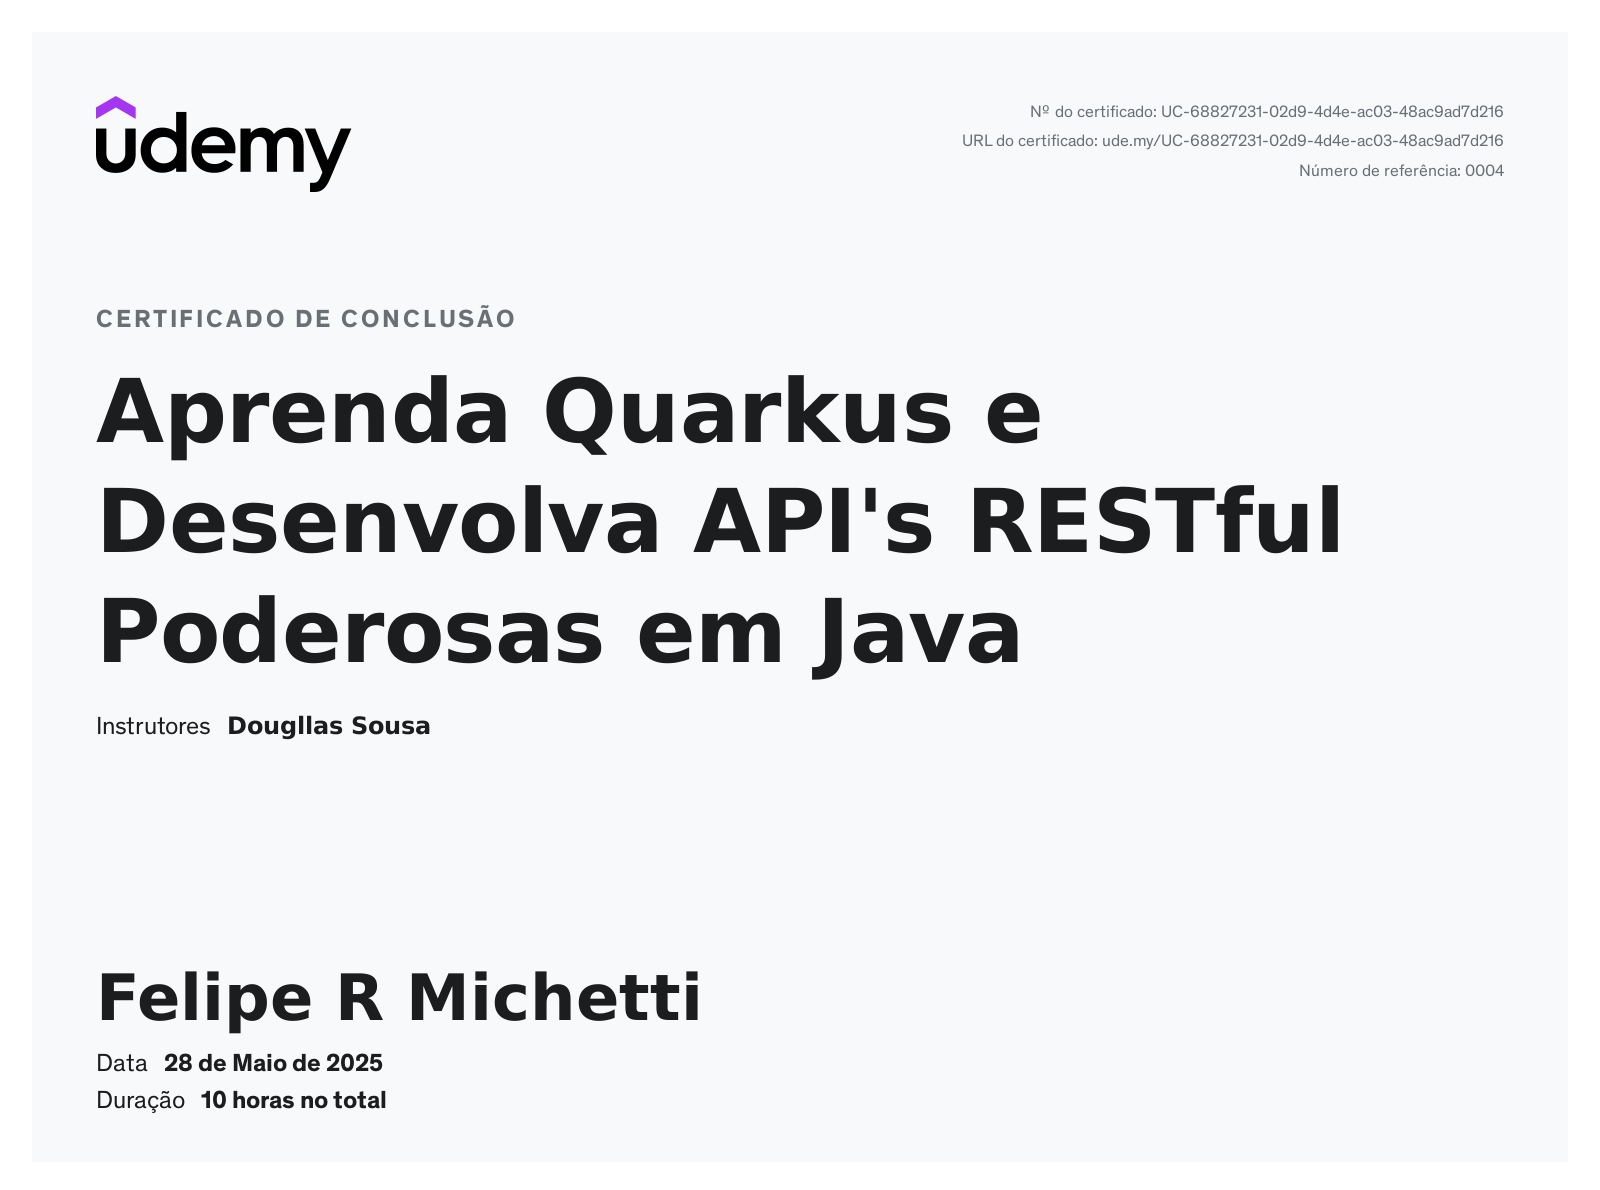 udemy
Nº do certificado: UC-68827231-02d9-4d4e-ac03-48ac9ad7d216
URL do certificado: ude.my/UC-68827231-02d9-4d4e-ac03-48ac9ad7d216
Número de referência: 0004
CERTIFICADO DE CONCLUSÃO
Aprenda Quarkus e
Desenvolva API's RESTful
Poderosas em Java
Instrutores Dougllas Sousa
Felipe R Michetti
Data 28 de Maio de 2025
Duração 10 horas no total